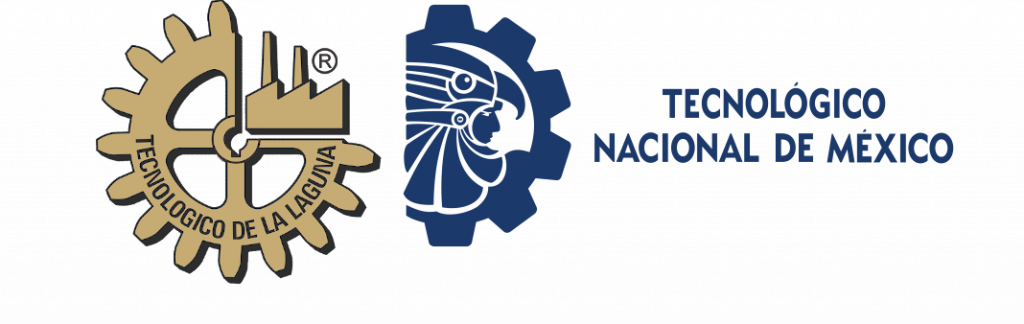 ®
TECNOLOGICO DE LA LAGUNA
TECNOLÓGICO
NACIONAL DE MÉXICO